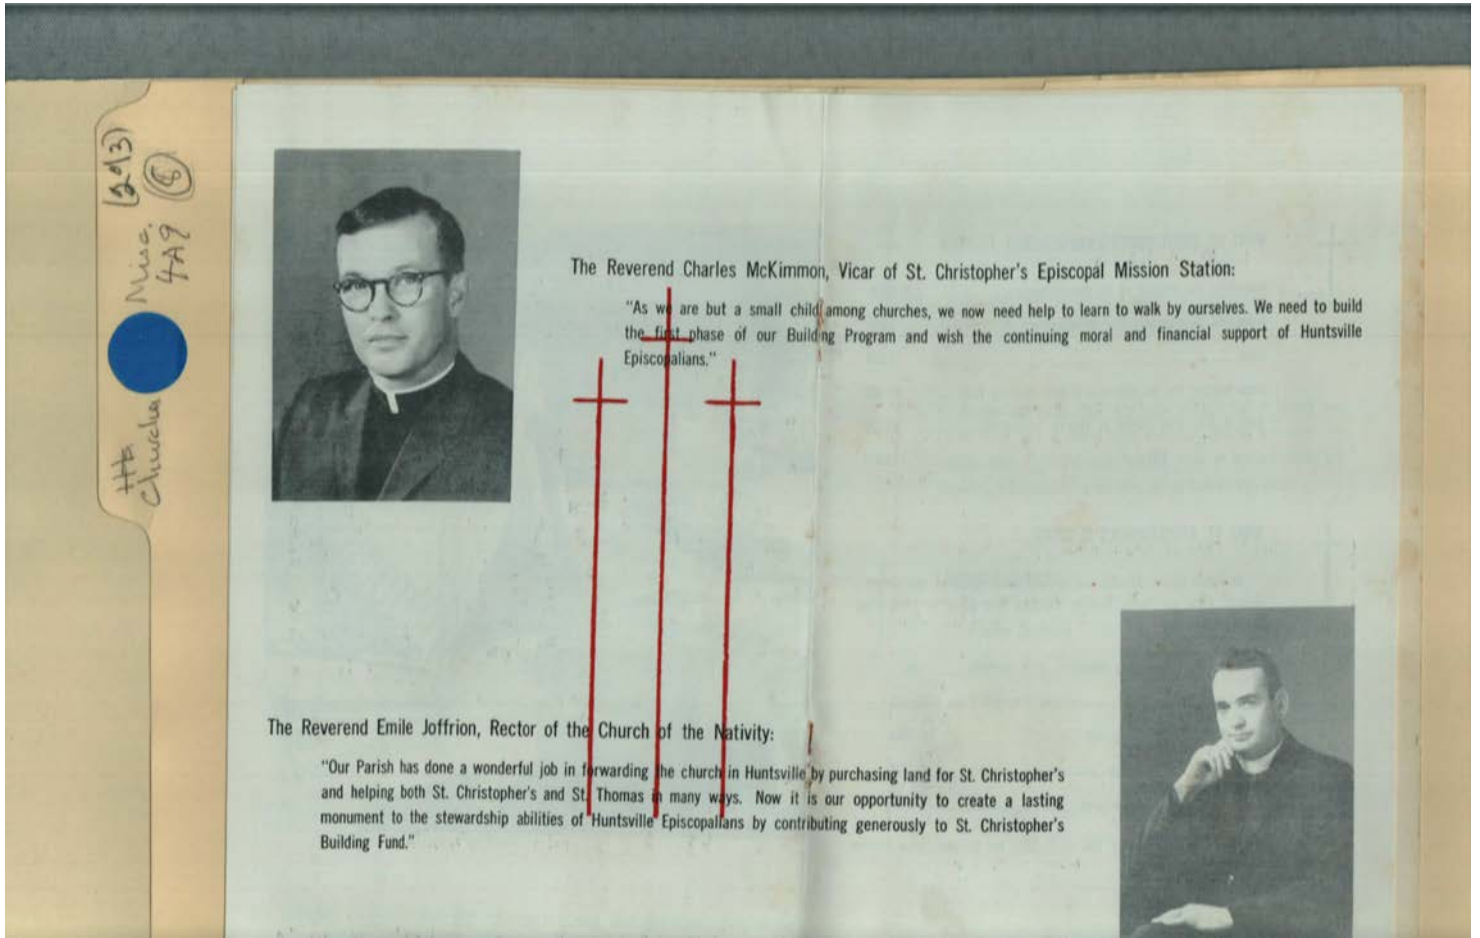 (2of3)
8
Misc.
4A9
Churches
The Reverend Charles McKimmon, Vicar of St. Christopher's Episcopal Mission Station:
"As we are but a small child among churches, we now need help to learn to walk by ourselves. We need to build
the first phase of our Building Program and wish the continuing moral and financial support of Huntsville
Episcopalians."
The Reverend Emile Joffrion, Rector of the Church of the Nativity:
"Our Parish has done a wonderful job in forwarding the church in Huntsville by purchasing land for St. Christopher's
and helping both St. Christopher's and St. Thomas in many ways. Now it is our opportunity to create a lasting
monument to the stewardship abilities of Huntsville Episcopalians by contributing generously to St. Christopher's
Building Fund."